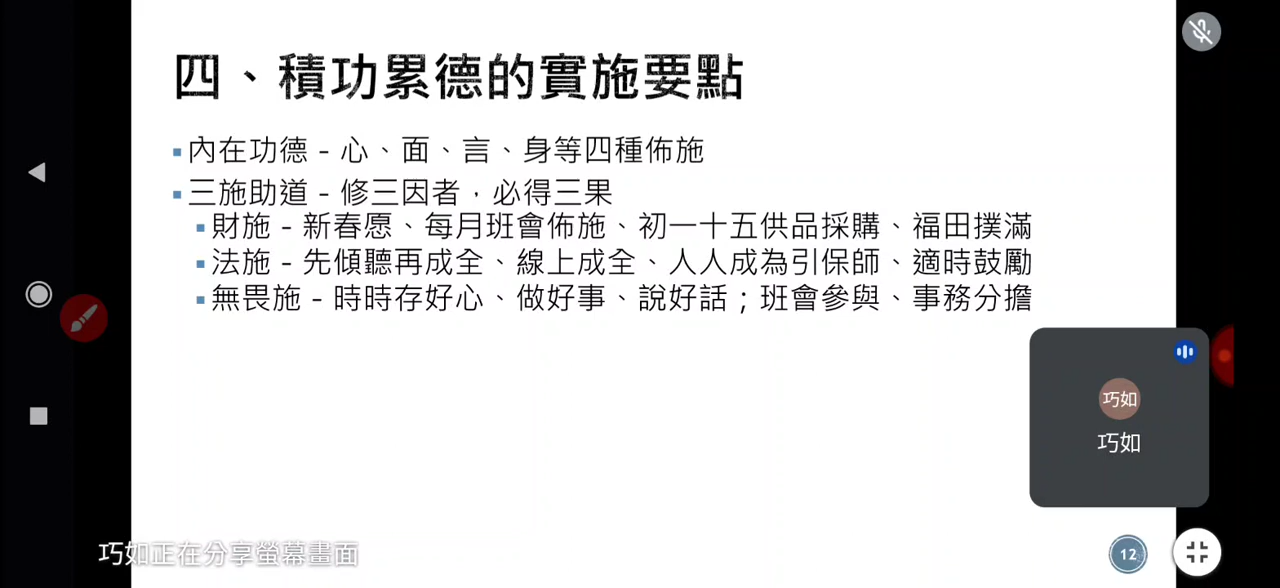 四、積功累德的實施要點
內在功德 - 心、面、言、身等四種佈施
三施助道 - 修三因者，必得三果
財施 - 新春愿、每月班會佈施、初一十五供品採購、福田撲滿
法施 - 先傾聽再成全、線上成全、人人成為引保師、適時鼓勵
無畏施 - 時時存好心、做好事、說好話；班會參與、事務分擔
巧如
巧如
巧如正在分享螢幕畫面
12